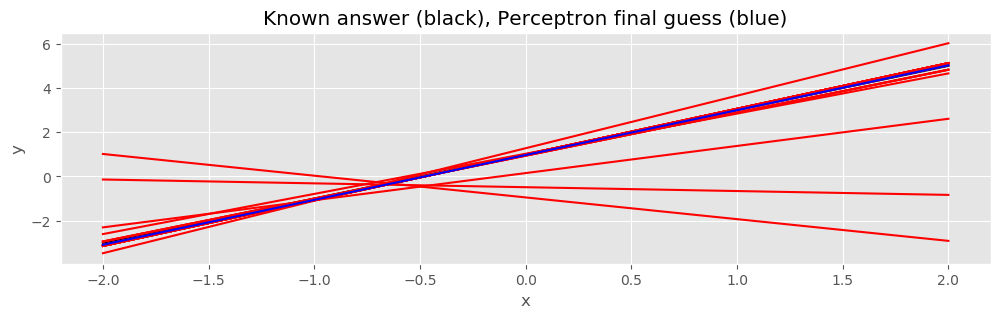 Known answer (black), Perceptron final guess (blue)
6
4
2
0
−2
y
−2.0 −1.5 −1.0 −0.5 0.0 0.5 1.0 1.5 2.0
x